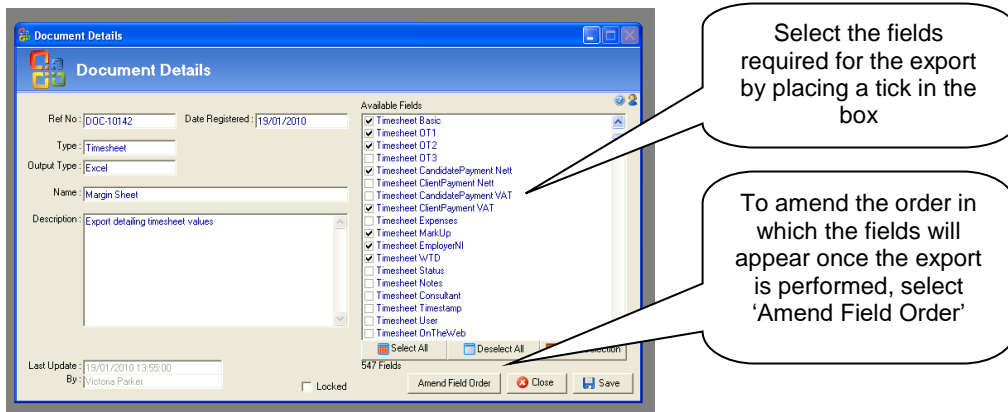 Document Details
Document Details
Ref No : DOC-10142 Date Registered : 19/01/2010
Type : Timesheet
Output Type : Excel
Name : Margin Sheet
Description : Export detailing timesheet values
Available Fields
Timesheet Basic
Timesheet OT1
Timesheet OT2
Timesheet OT3
Timesheet CandidatePayment Nett
Timesheet ClientPayment Nett
Timesheet CandidatePayment VAT
Timesheet ClientPayment VAT
Timesheet Expenses
Timesheet MarkUp
Timesheet EmployerNI
Timesheet WTD
Timesheet Status
Timesheet Notes
Timesheet Consultant
Timesheet Timestamp
Timesheet User
Timesheet OnTheWeb
Select All Deselect All
547 Fields
Last Update : 19/01/2010 13:55:00
By : Victoria Parker
Locked
Amend Field Order Close Save
Select the fields
required for the export
by placing a tick in the
box
To amend the order in
which the fields will
appear once the export
is performed, select
‘Amend Field Order’